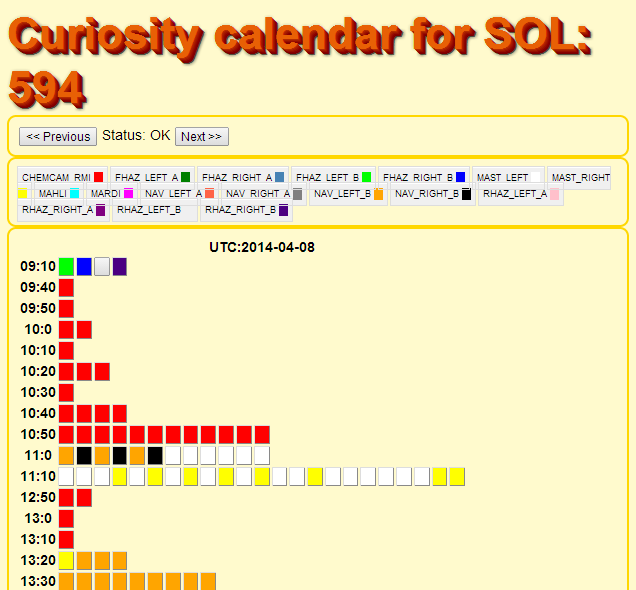 Curiosity calendar for SOL:
594
<< Previous Status: OK Next >>
CHEMCAM_RMI FHAZ_LEFT_A FHAZ_RIGHT_A FHAZ_LEFT_B FHAZ_RIGHT_B MAST_LEFT MAST_RIGHT
MAHLI MARDI NAV_LEFT_A NAV_RIGHT_A NAV_LEFT_B NAV_RIGHT_B RHAZ_LEFT_A
RHAZ_RIGHT_A RHAZ_LEFT_B RHAZ_RIGHT_B
UTC:2014-04-08
09:10
09:40
09:50
10:0
10:10
10:20
10:30
10:40
10:50
11:0
11:10
12:50
13:0
13:10
13:20
13:30